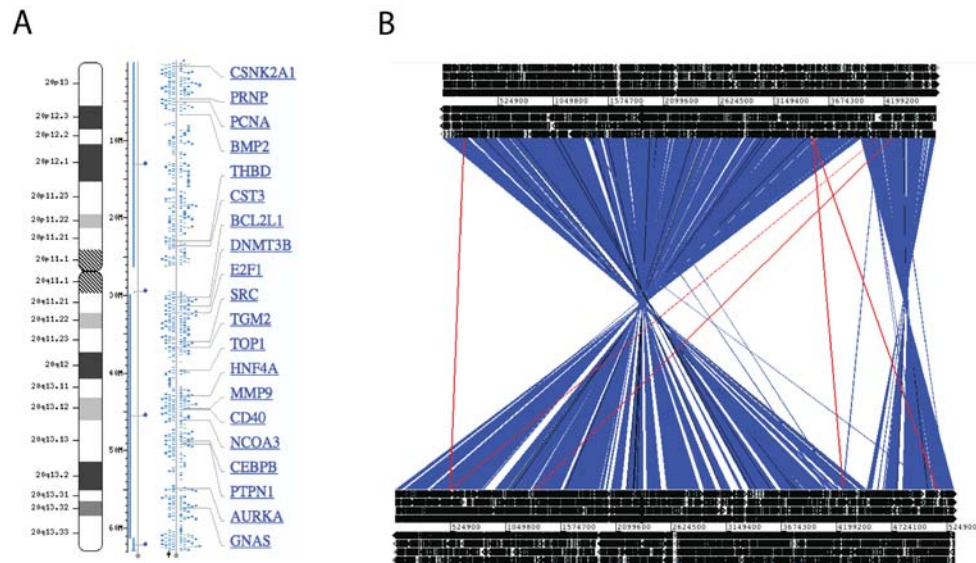 A
B
20p13
20p12.3
20p12.2
20p12.1
20p11.23
20p11.22
20p11.21
20p11.1
20q11.1
20q11.21
20q11.22
20q11.23
20q12
20q13.11
20q13.12
20q13.13
20q13.2
20q13.31
20q13.32
20q13.33
10M
20M
30M
40M
50M
60M
CSNK2A1
PRNP
PCNA
BMP2
THBD
CST3
BCL2L1
DNMT3B
E2F1
SRC
TGM2
TOP1
HNF4A
MMP9
CD40
NCOA3
CEBPB
PTPN1
AURKA
GNAS
524900 1049800 1574700 2099600 2624500 3149400 3674300 4199200
524900 1049800 1574700 2099600 2624500 3149400 3674300 4199200 4724100 524900